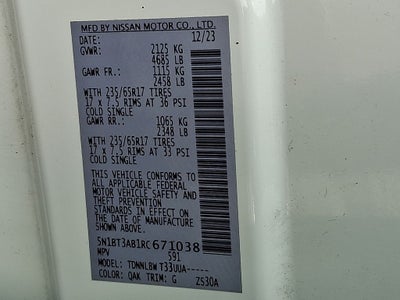 MFD BY NISSAN MOTOR CO., LTD.
DATE: 12/23
GVWR: 2125 KG
4685 LB
GAWR FR.: 1115 KG
2458 LB
WITH 235/65R17 TIRES
17 x 7.5 RIMS AT 36 PSI
COLD SINGLE
GAWR RR.: 1065 KG
2348 LB
WITH 235/65R17 TIRES
17 x 7.5 RIMS AT 33 PSI
COLD SINGLE
THIS VEHICLE CONFORMS TO
ALL APPLICABLE FEDERAL
MOTOR VEHICLE SAFETY AND
THEFT PREVENTION
STANDARDS IN EFFECT ON
THE DATE OF MANUFACTURE
SHOWN ABOVE.
5N1BT3AB1RC671038
MPV 591
MODEL: TDNNLBW T33UUA-----
COLOR: QAK TRIM: G ZS30A